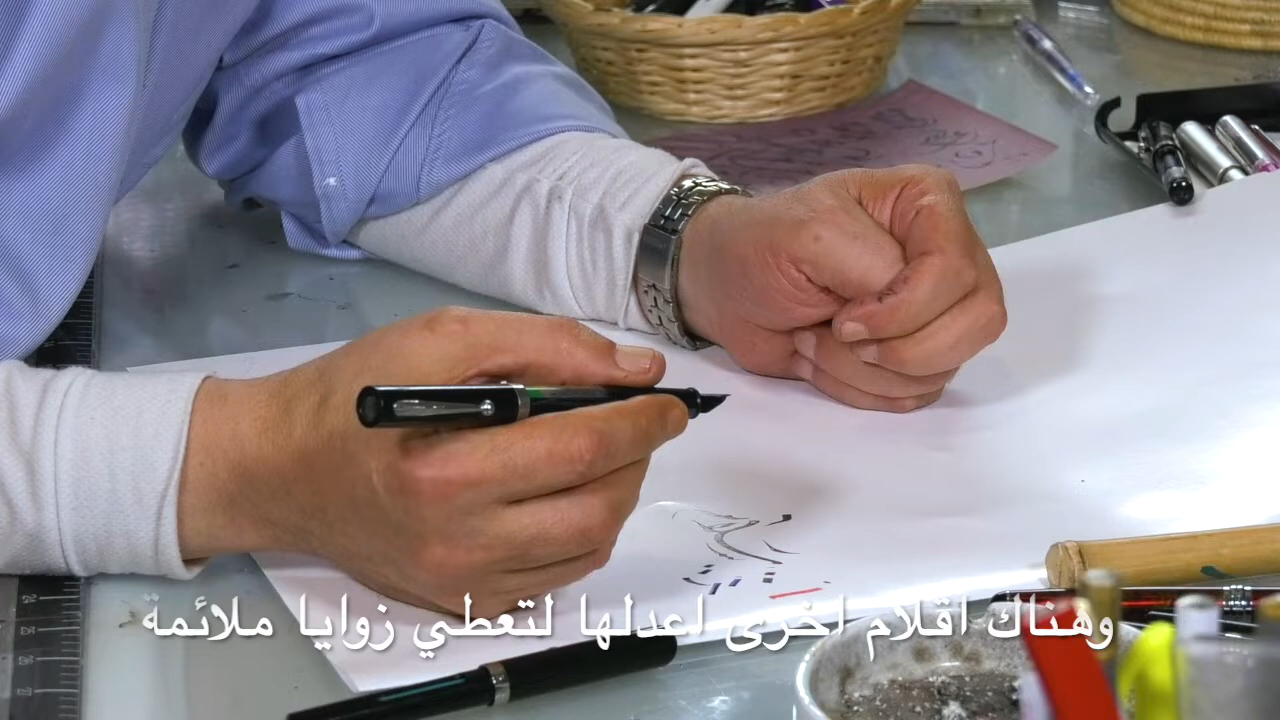 وهناك اقلام اخرى اعدلها لتعطي زوايا ملائمة